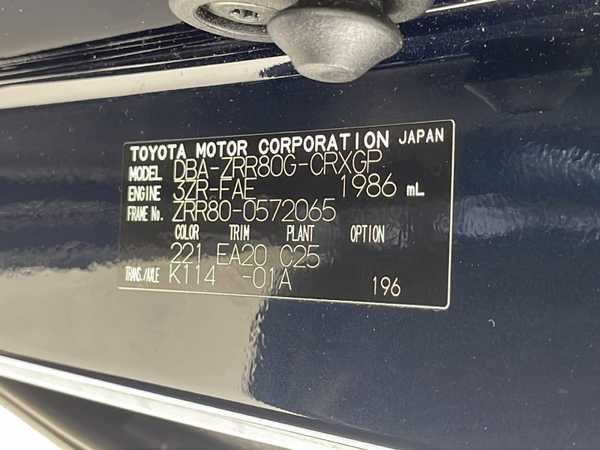 TOYOTA MOTOR CORPORATION JAPAN
MODEL DBA-ZRR80G-CRXGP
ENGINE 3ZR-FAE 1986 mL
FRAME No. ZRR80-0572065
COLOR TRIM PLANT OPTION
221 EA20 C25
TRANS./AXLE K114 -01A 196